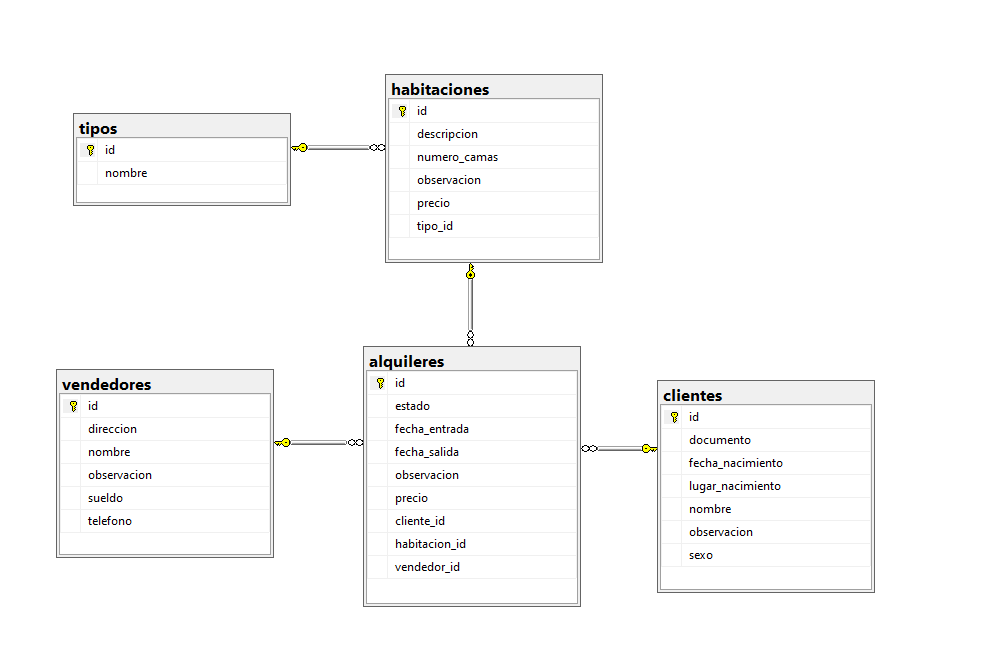 habitaciones
id
descripcion
numero_camas
observacion
precio
tipo_id
tipos
id
nombre
alquileres
id
estado
fecha_entrada
fecha_salida
observacion
precio
cliente_id
habitacion_id
vendedor_id
vendedores
id
direccion
nombre
observacion
sueldo
telefono
clientes
id
documento
fecha_nacimiento
lugar_nacimiento
nombre
observacion
sexo